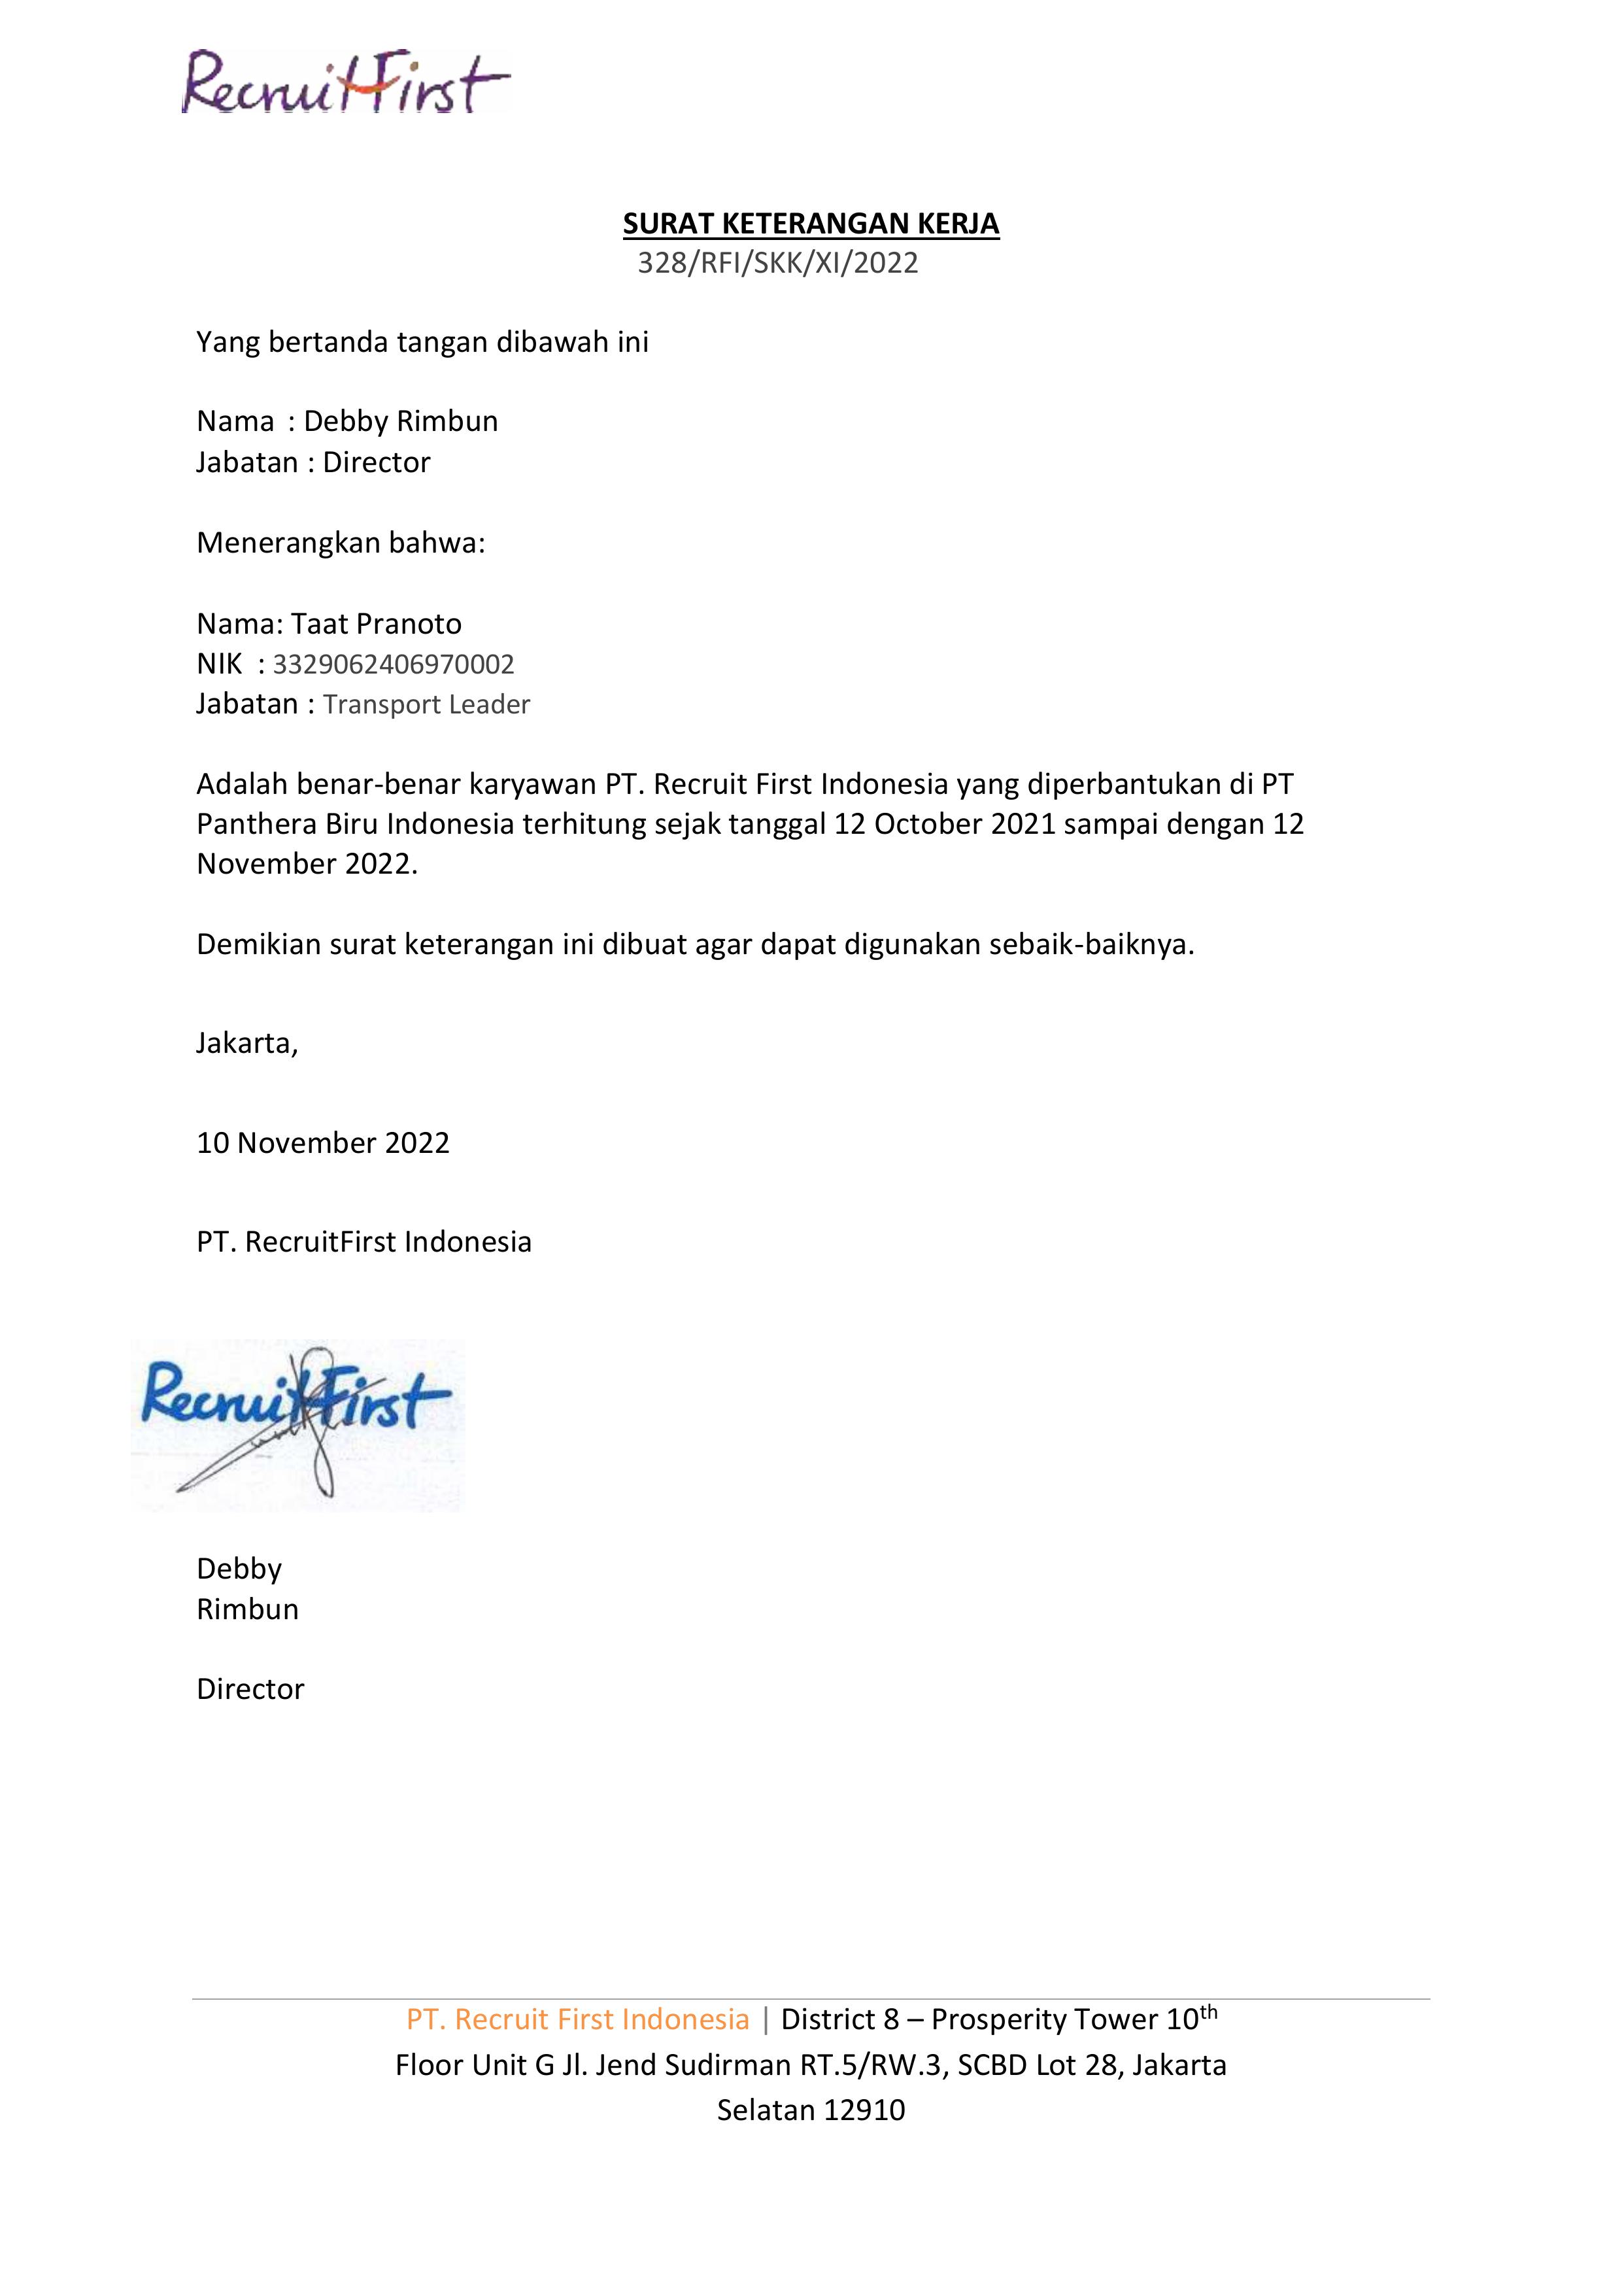 RecruitFirst
SURAT KETERANGAN KERJA
328/RFI/SKK/XI/2022
Yang bertanda tangan dibawah ini
Nama : Debby Rimbun
Jabatan : Director
Menerangkan bahwa:
Nama: Taat Pranoto
NIK : 3329062406970002
Jabatan : Transport Leader
Adalah benar-benar karyawan PT. Recruit First Indonesia yang diperbantukan di PT
Panthera Biru Indonesia terhitung sejak tanggal 12 October 2021 sampai dengan 12
November 2022.
Demikian surat keterangan ini dibuat agar dapat digunakan sebaik-baiknya.
Jakarta,
10 November 2022
PT. RecruitFirst Indonesia
RecruitFirst
Debby
Rimbun
Director
PT. Recruit First Indonesia | District 8 – Prosperity Tower 10th
Floor Unit G Jl. Jend Sudirman RT.5/RW.3, SCBD Lot 28, Jakarta
Selatan 12910